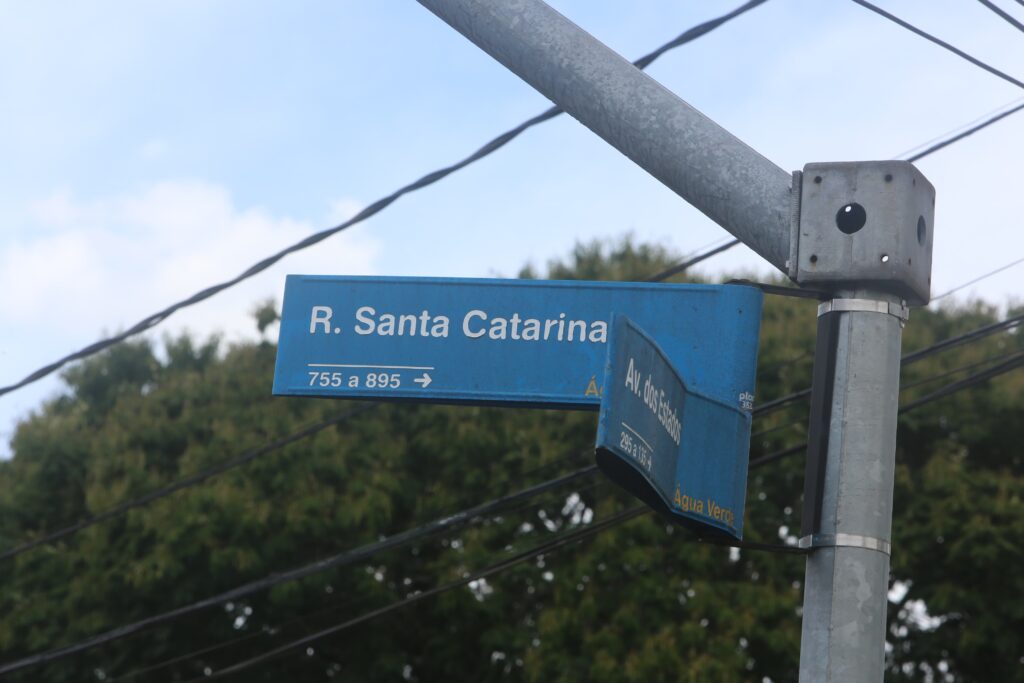 R. Santa Catarina
755 a 895 →
Av. dos Estados
Água Verde